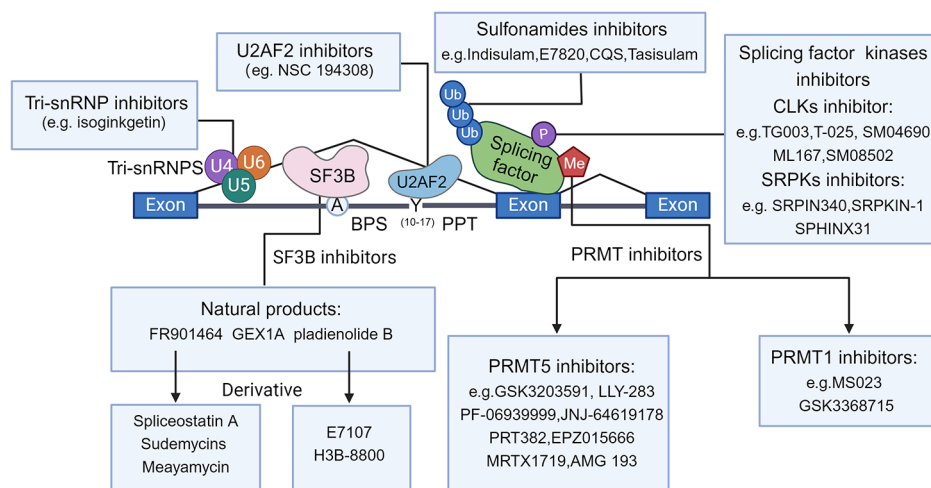 Sulfonamides inhibitors
e.g.Indisulam,E7820,CQS,Tasisulam
U2AF2 inhibitors
(eg. NSC 194308)
Splicing factor kinases
inhibitors
CLKs inhibitor:
e.g.TG003,T-025, SM04690
ML167,SM08502
SRPKs inhibitors:
e.g. SRPIN340,SRPKIN-1
SPHINX31
Tri-snRNP inhibitors
(e.g. isoginkgetin)
Ub
Ub
Ub
P
Me
Splicing
factor
Tri-snRNPS
U4
U6
U5
SF3B
U2AF2
Exon
A
Y
Exon
Exon
BPS
(10-17)
PPT
SF3B inhibitors
PRMT inhibitors
Natural products:
FR901464 GEX1A pladienolide B
Derivative
Spliceostatin A
Sudemycins
Meayamycin
E7107
H3B-8800
PRMT5 inhibitors:
e.g.GSK3203591, LLY-283
PF-06939999,JNJ-64619178
PRT382,EPZ015666
MRTX1719,AMG 193
PRMT1 inhibitors:
e.g.MS023
GSK3368715